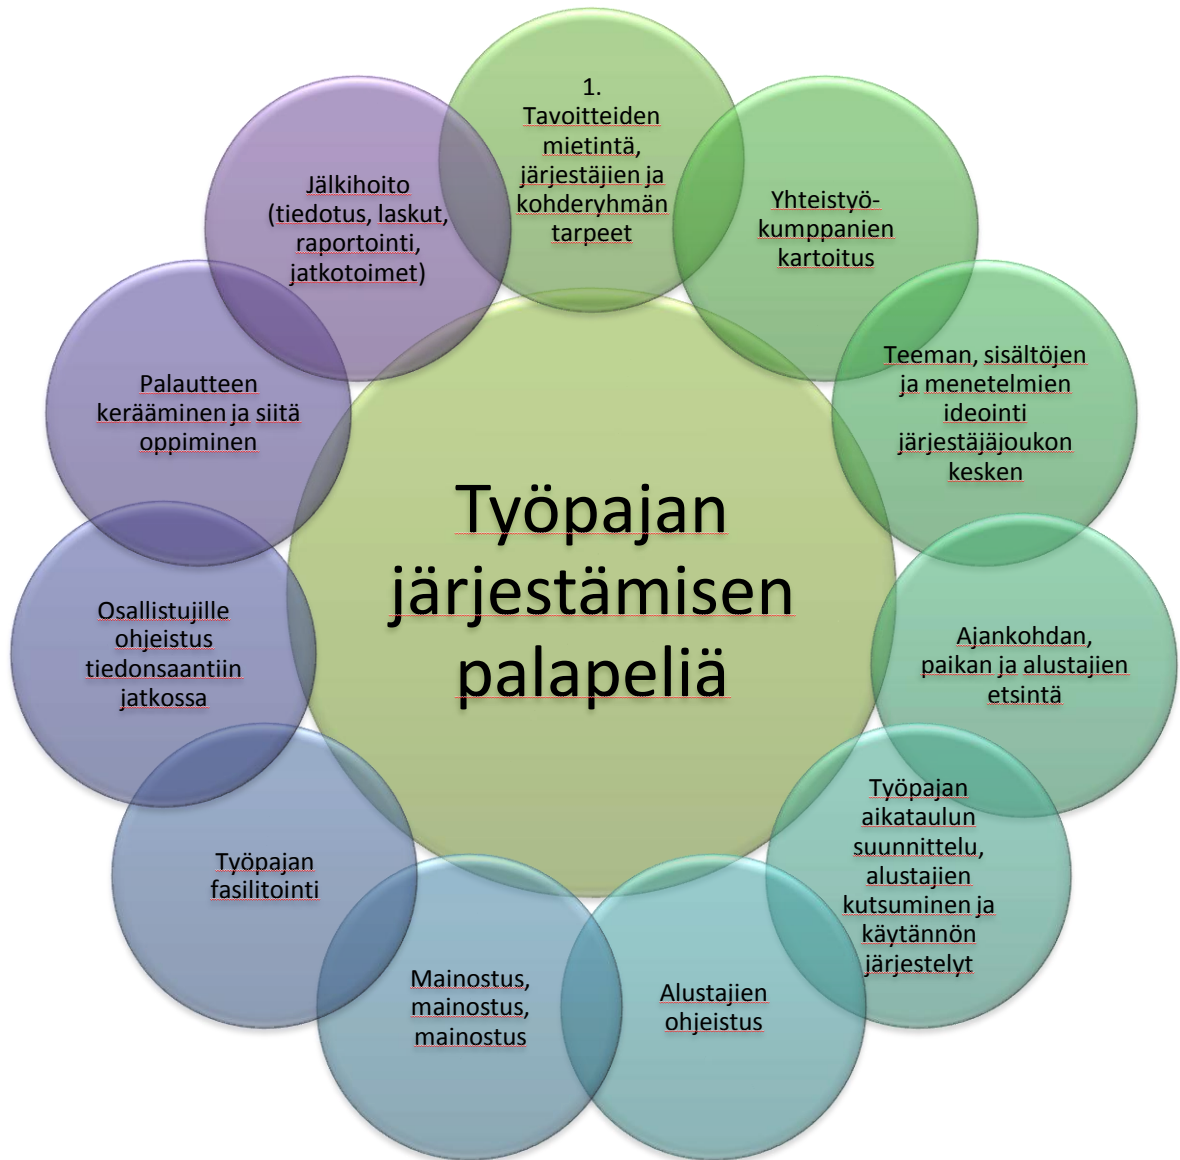 1.
Tavoitteiden
mietintä,
järjestäjien ja
kohderyhmän
tarpeet
Yhteistyö-
kumppanien
kartoitus
Teeman, sisältöjen
ja menetelmien
ideointi
järjestäjäjoukon
kesken
Ajankohdan,
paikan ja alustajien
etsintä
Työpajan
aikataulun
suunnittelu,
alustajien
kutsuminen ja
käytännön
järjestelyt
Alustajien
ohjeistus
Mainostus,
mainostus,
mainostus
Työpajan
fasilitointi
Osallistujille
ohjeistus
tiedonsaantiin
jatkossa
Palautteen
kerääminen ja siitä
oppiminen
Jälkihoito
(tiedotus, laskut,
raportointi,
jatkotoimet)
Työpajan
järjestämisen
palapeliä